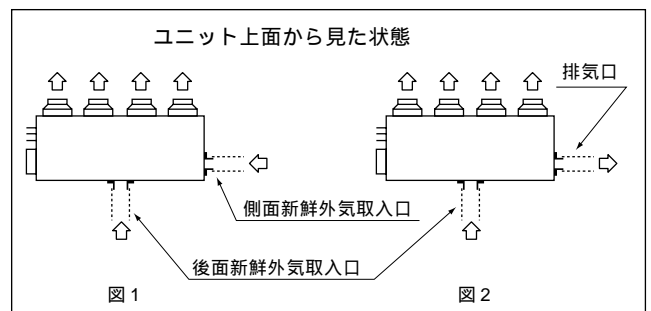 ユニット上面から見た状態
排気口
側面新鮮外気取入口
後面新鮮外気取入口
図1
図2